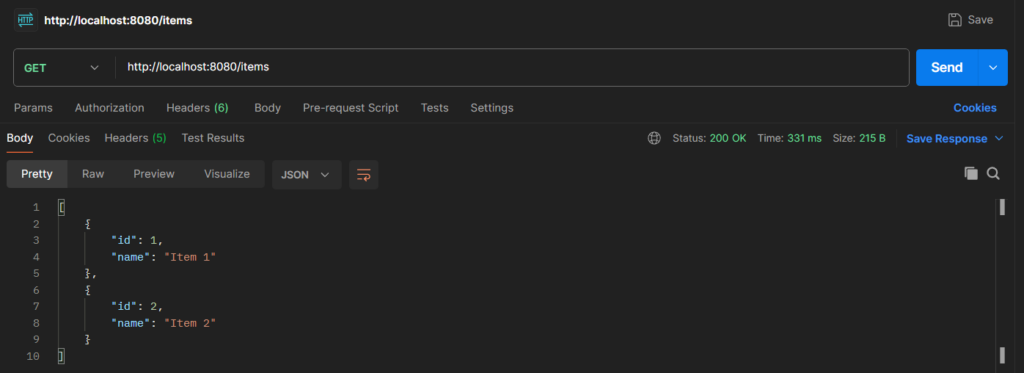 HTTP http://localhost:8080/items Save
GET http://localhost:8080/items Send
Params Authorization Headers (6) Body Pre-request Script Tests Settings Cookies
Body Cookies Headers (5) Test Results Status: 200 OK Time: 331 ms Size: 215 B Save Response
Pretty Raw Preview Visualize JSON
1 [
2 {
3 "id": 1,
4 "name": "Item 1"
5 },
6 {
7 "id": 2,
8 "name": "Item 2"
9 }
10 ]